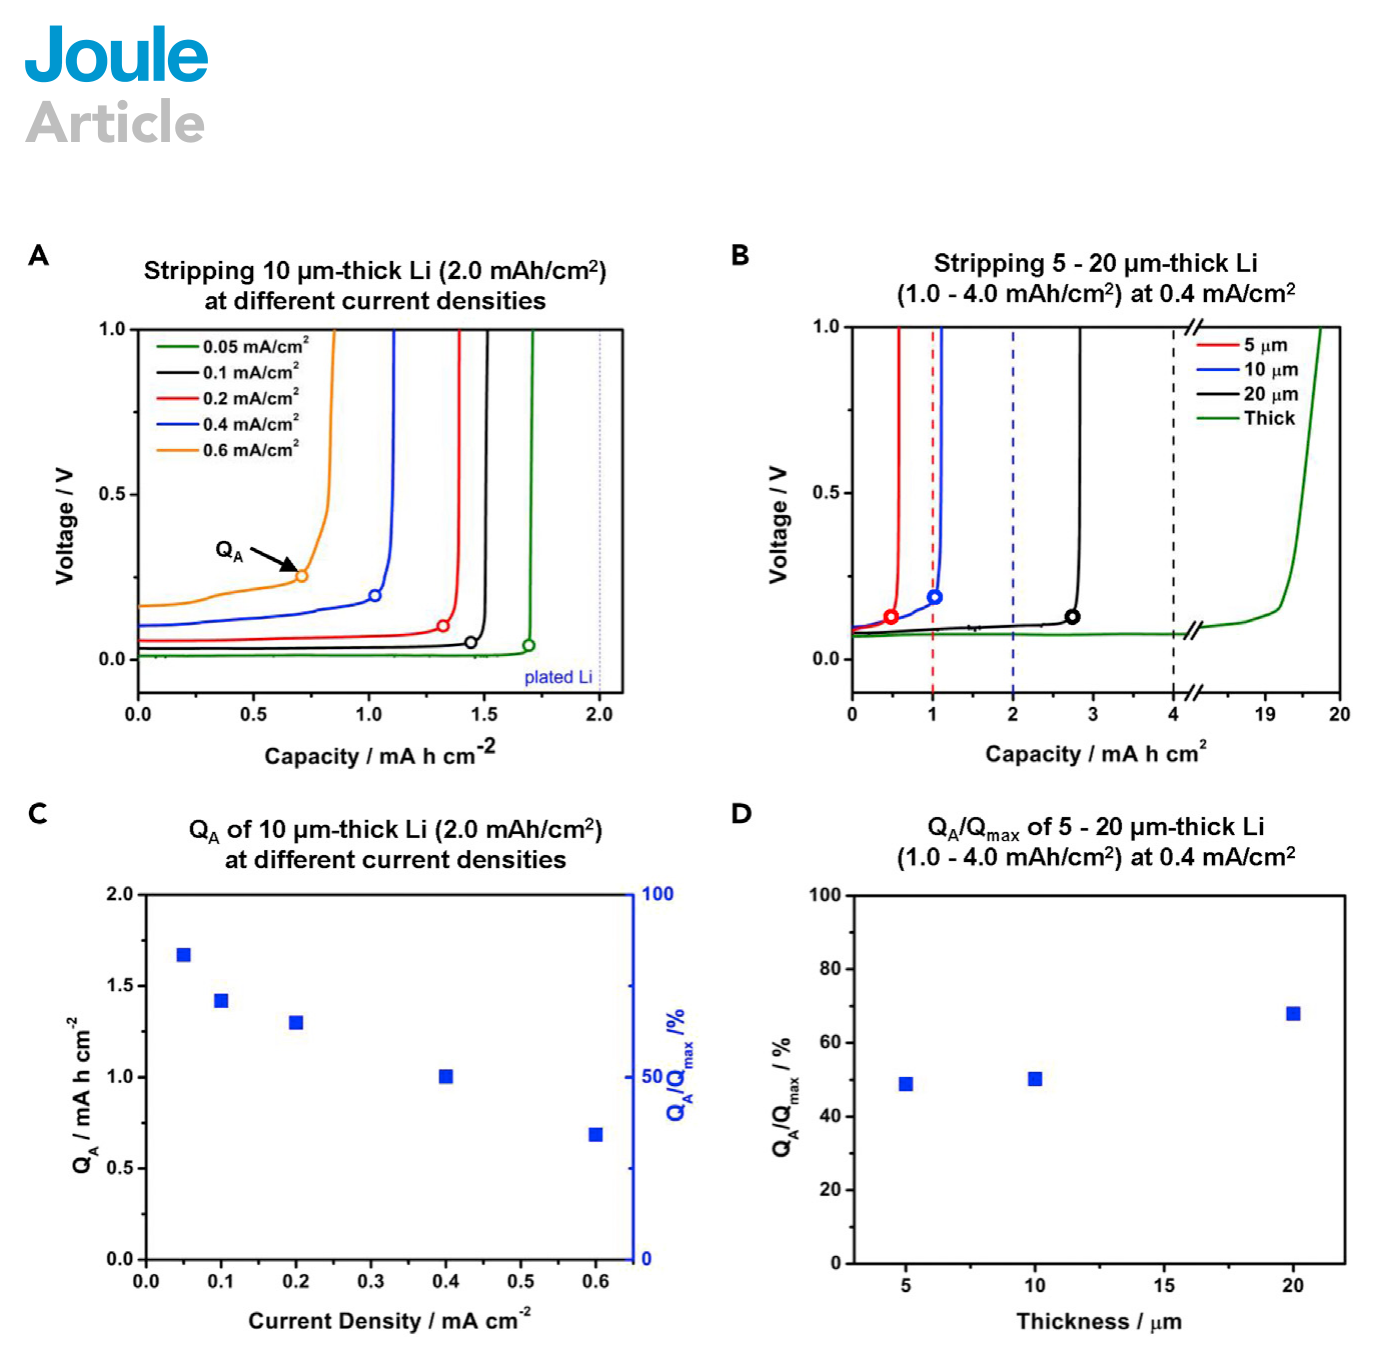 Joule
Article
A
Stripping 10 μm-thick Li (2.0 mAh/cm²)
at different current densities
1.0
0.5
0.0
Voltage / V
0.05 mA/cm²
0.1 mA/cm²
0.2 mA/cm²
0.4 mA/cm²
0.6 mA/cm²
QA
plated Li
0.0 0.5 1.0 1.5 2.0
Capacity / mA h cm-2
B
Stripping 5 - 20 μm-thick Li
(1.0 - 4.0 mAh/cm²) at 0.4 mA/cm²
1.0
0.5
0.0
Voltage / V
5 μm
10 μm
20 μm
Thick
0 1 2 3 4 19 20
Capacity / mA h cm²
C
QA of 10 μm-thick Li (2.0 mAh/cm²)
at different current densities
2.0
1.5
1.0
0.5
0.0
QA / mA h cm-2
100
50
0
QA/Qmax /%
0.0 0.1 0.2 0.3 0.4 0.5 0.6
Current Density / mA cm-2
D
QA/Qmax of 5 - 20 μm-thick Li
(1.0 - 4.0 mAh/cm²) at 0.4 mA/cm²
100
80
60
40
20
0
QA/Qmax / %
5 10 15 20
Thickness / μm